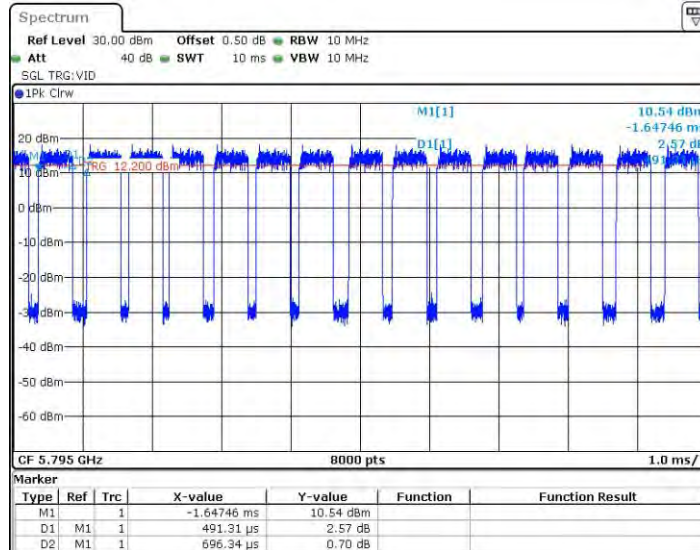 Spectrum
Ref Level 30.00 dBm Offset 0.50 dB RBW 10 MHz
Att 40 dB SWT 10 ms VBW 10 MHz
SGL TRG:VID
1Pk Clrw
M1[1] 10.54 dBm
-1.64746 ms
20 dBm
D1[1] 2.57 dB
TRG 12.200 dBm
10 dBm
0 dBm
-10 dBm
-20 dBm
-30 dBm
-40 dBm
-50 dBm
-60 dBm
CF 5.795 GHz 8000 pts 1.0 ms/
Marker
Type Ref Trc X-value Y-value Function Function Result
M1 1 -1.64746 ms 10.54 dBm
D1 M1 1 491.31 µs 2.57 dB
D2 M1 1 696.34 µs 0.70 dB